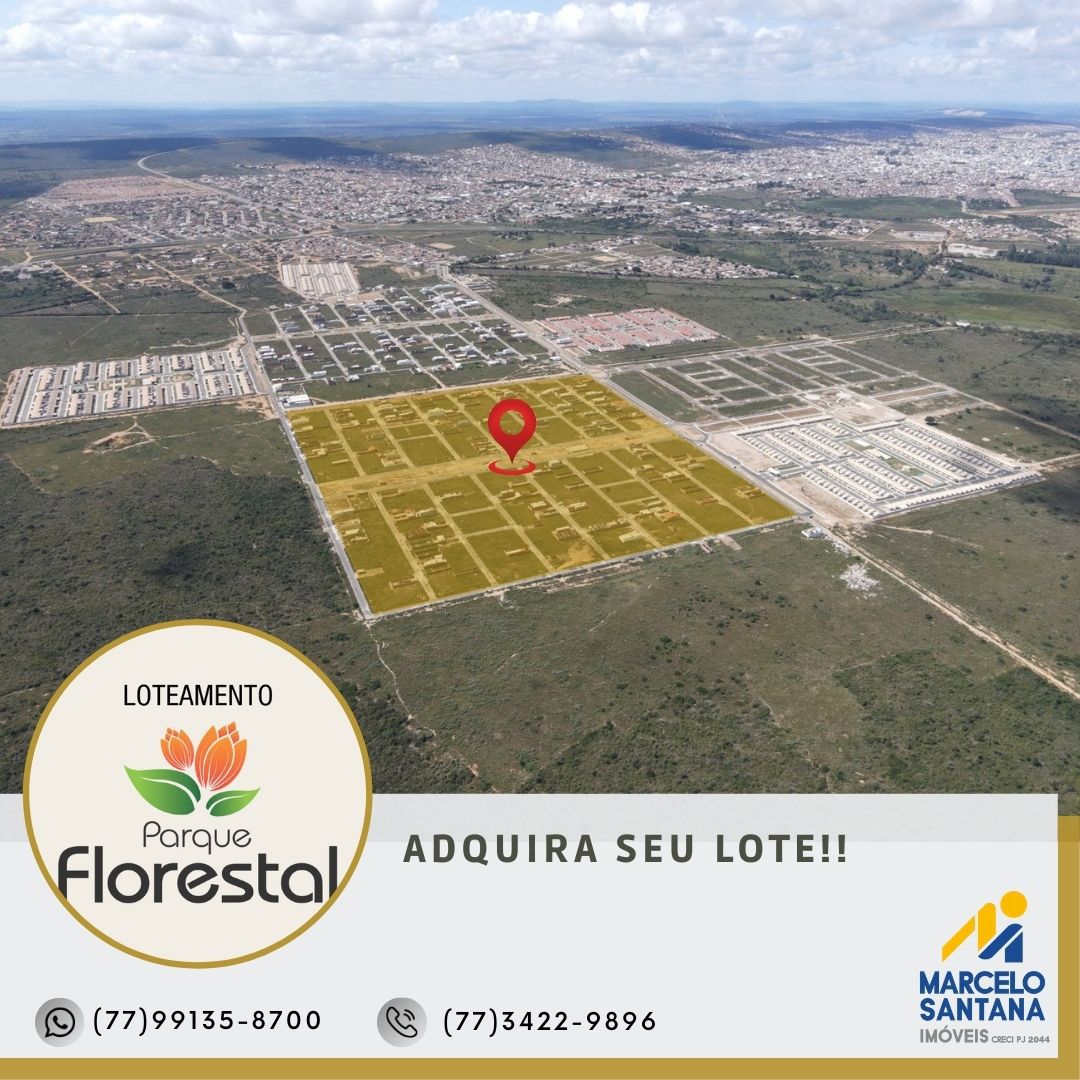 LOTEAMENTO
Parque
Florestal
ADQUIRA SEU LOTE!!
(77)99135-8700
(77)3422-9896
MARCELO
SANTANA
IMÓVEIS CRECI PJ 2044